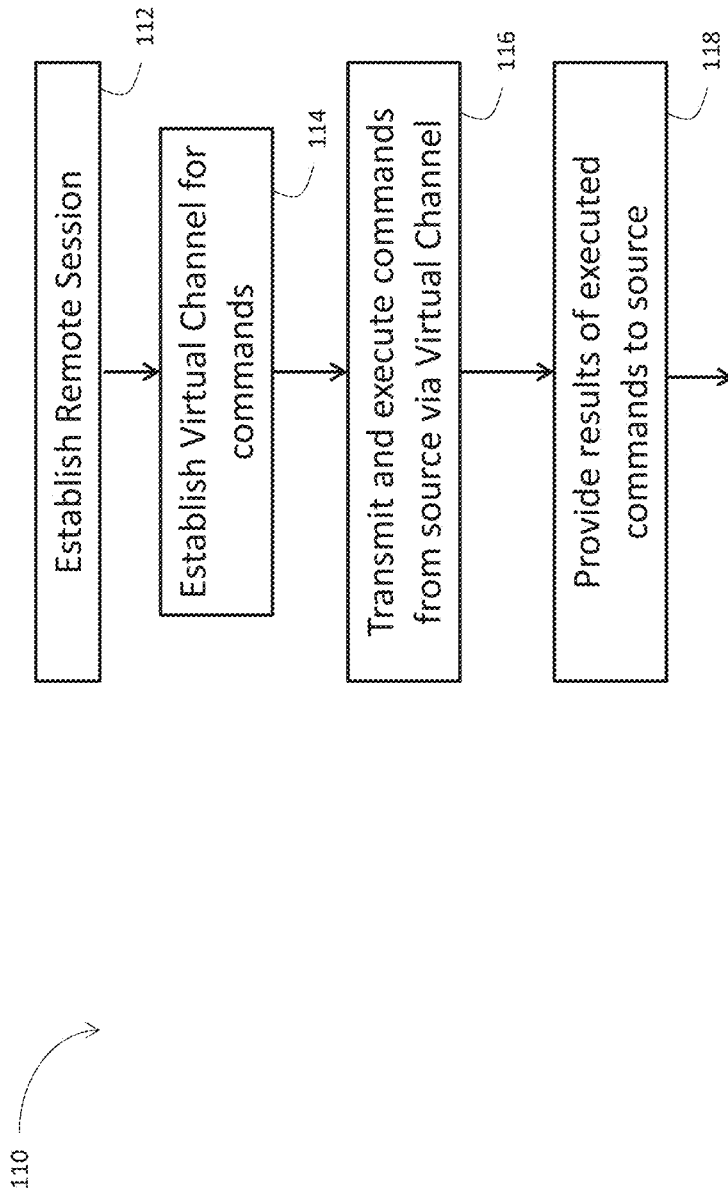 110
Establish Remote Session
112
Establish Virtual Channel for
commands
114
Transmit and execute commands
from source via Virtual Channel
116
Provide results of executed
commands to source
118